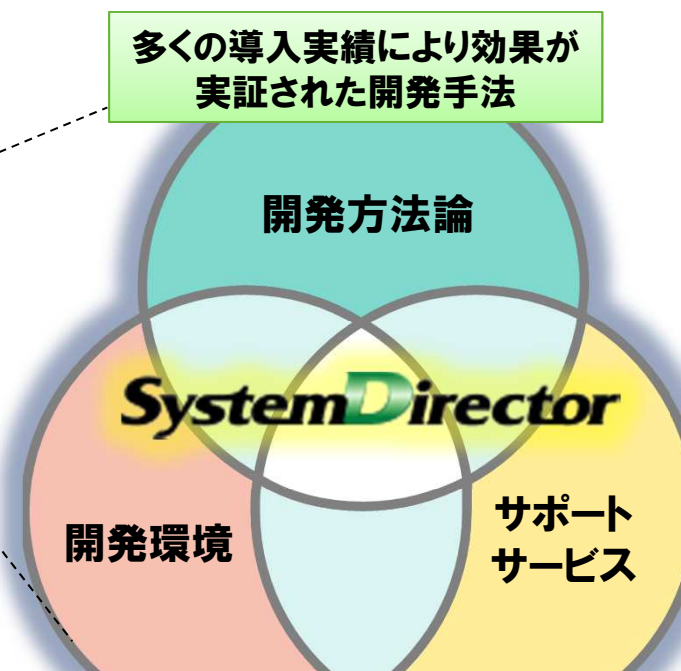 多くの導入実績により効果が
実証された開発手法
開発方法論
SystemDirector
開発環境
サポート
サービス